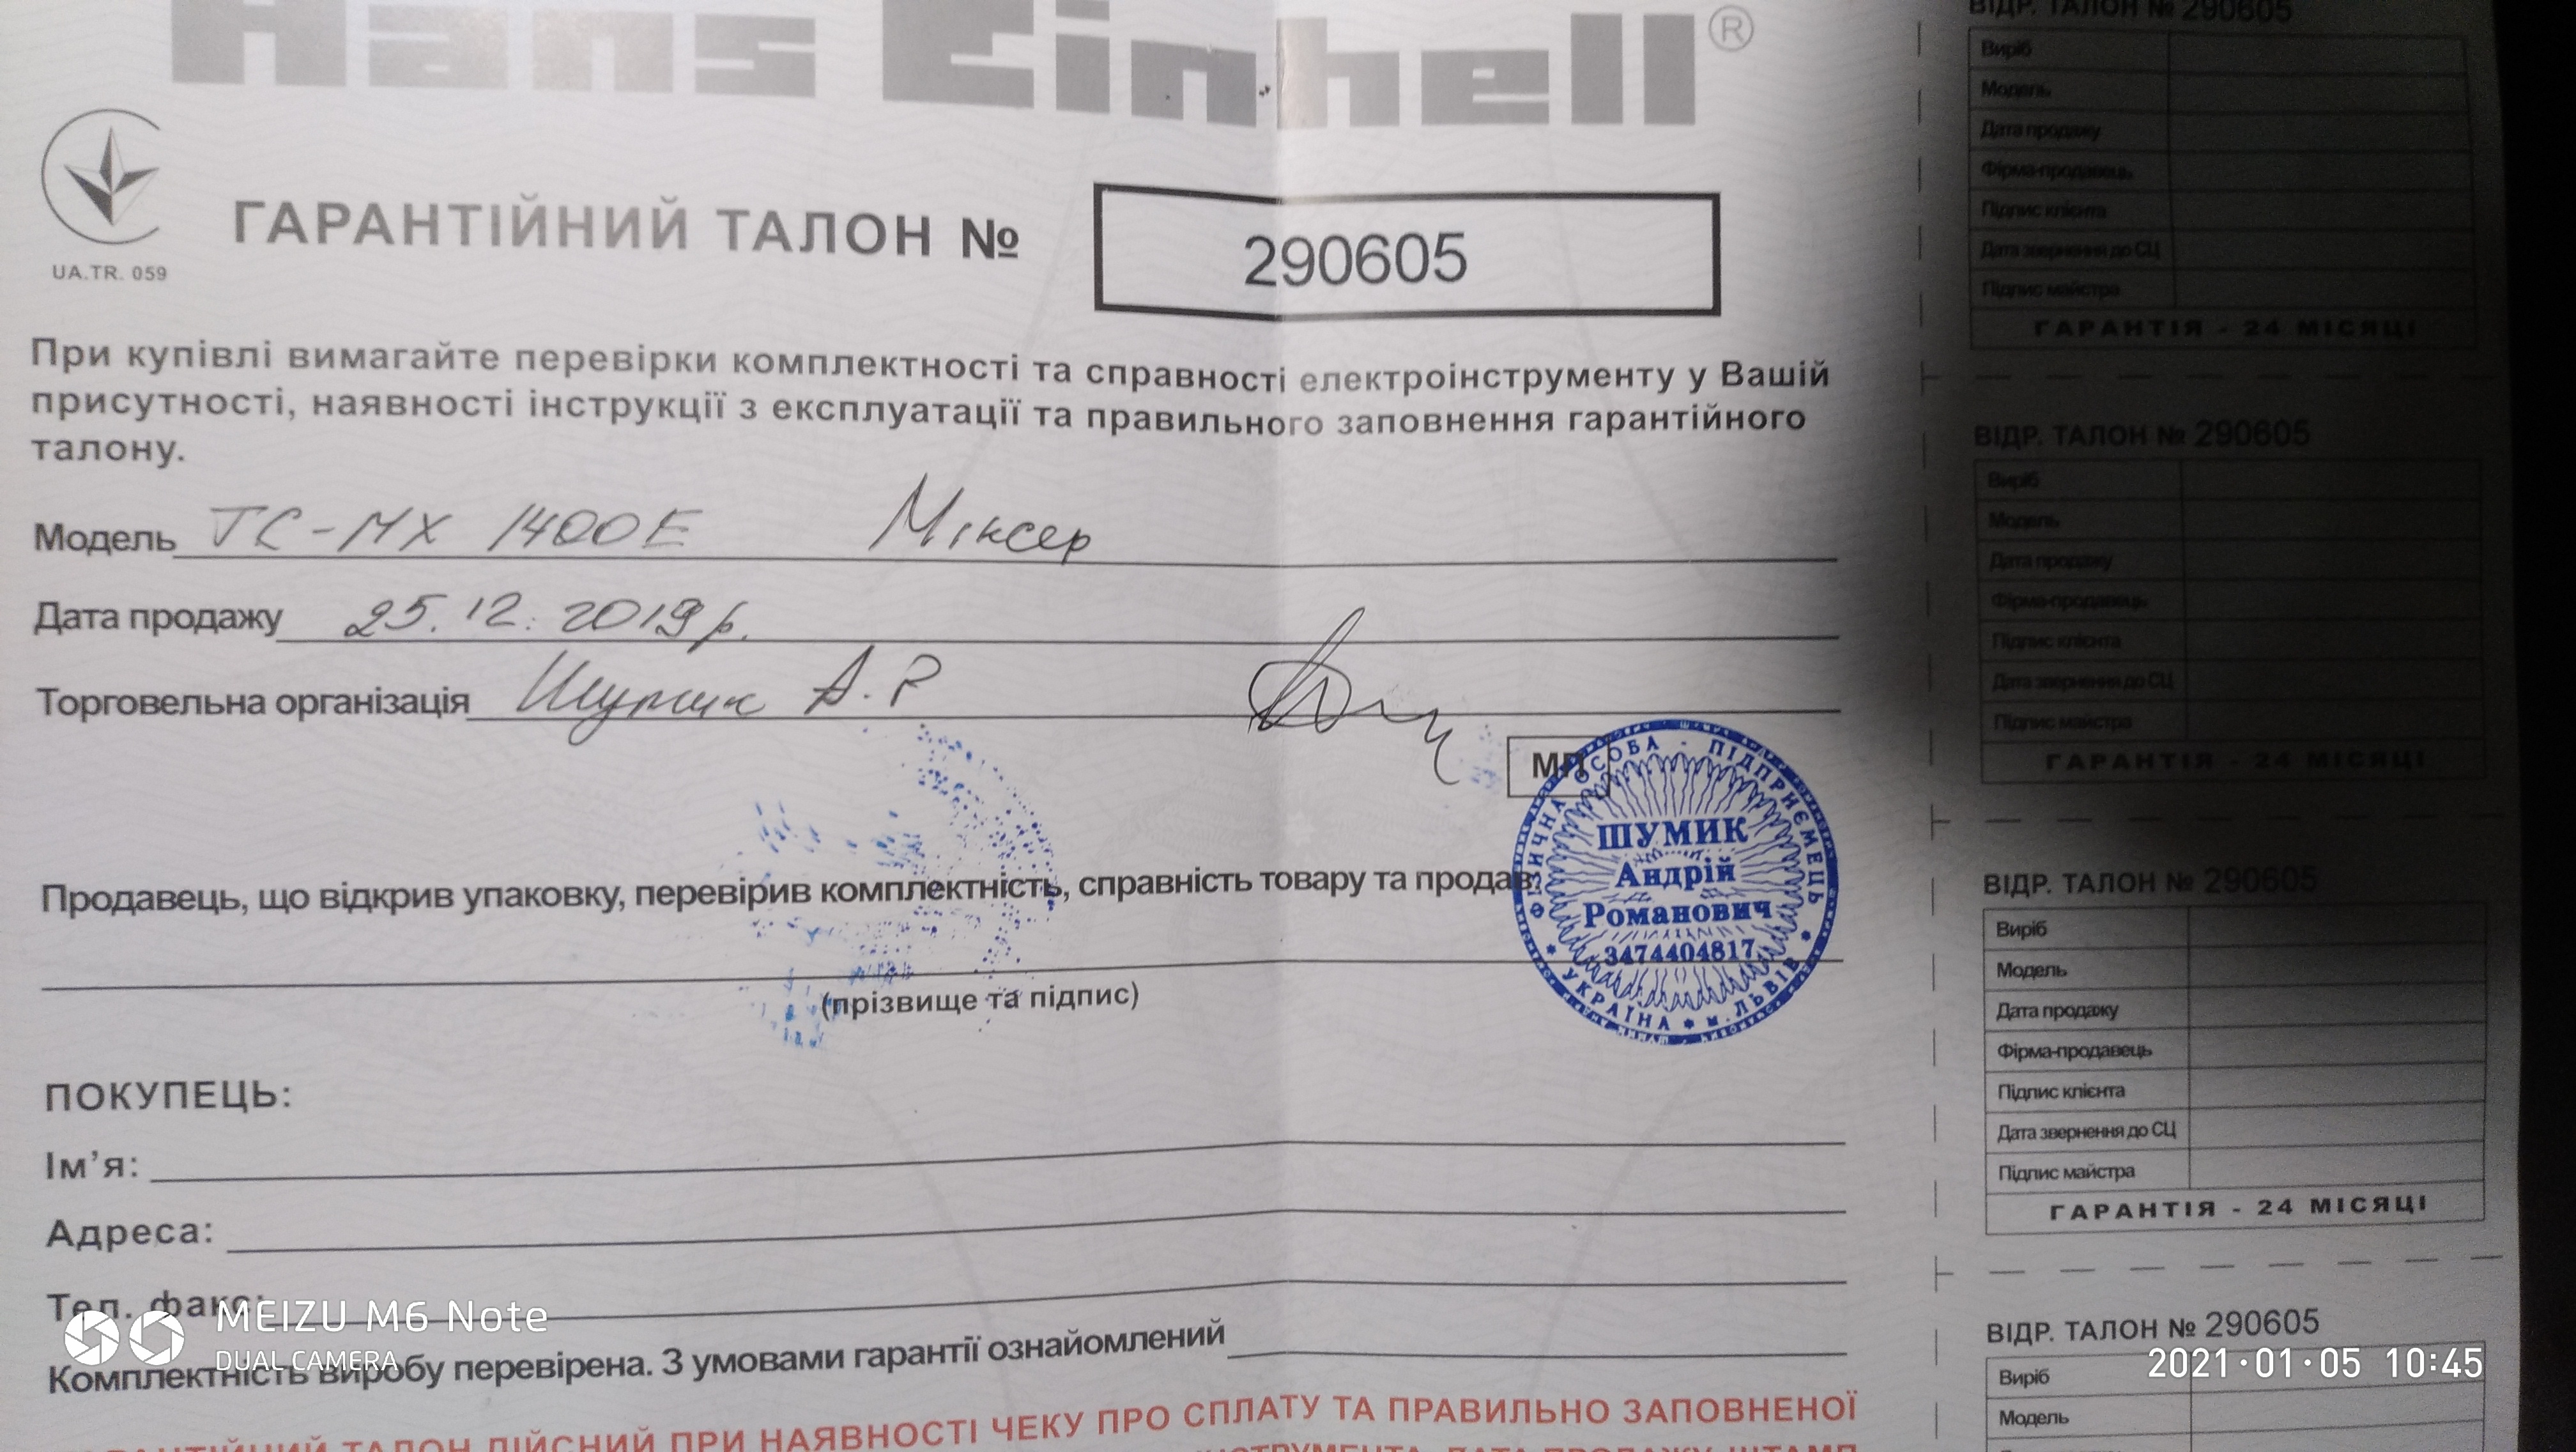 Hans Einhell®
UA.TR. 059
ГАРАНТІЙНИЙ ТАЛОН № 290605
При купівлі вимагайте перевірки комплектності та справності електроінструменту у Вашій
присутності, наявності інструкції з експлуатації та правильного заповнення гарантійного
талону.
Модель TC-MX 1400E Міксер
Дата продажу 25.12.2019р.
Торговельна організація Шумик А.Р
МП
ФІЗИЧНА ОСОБА - ПІДПРИЄМЕЦЬ
ШУМИК
Андрій
Романович
3474404817
* УКРАЇНА * м.ЛЬВІВ *
Продавець, що відкрив упаковку, перевірив комплектність, справність товару та продав:
(прізвище та підпис)
ПОКУПЕЦЬ:
Ім'я:
Адреса:
Тел. факс:
Комплектність виробу перевірена. З умовами гарантії ознайомлений
ГАРАНТІЙНИЙ ТАЛОН ДІЙСНИЙ ПРИ НАЯВНОСТІ ЧЕКУ ПРО СПЛАТУ ТА ПРАВИЛЬНО ЗАПОВНЕНОЇ
ВІДР. ТАЛОН № 290605
Виріб
Модель
Дата продажу
Фірма-продавець
Підпис клієнта
Дата звернення до СЦ
Підпис майстра
ГАРАНТІЯ - 24 МІСЯЦІ
ВІДР. ТАЛОН № 290605
Виріб
Модель
Дата продажу
Фірма-продавець
Підпис клієнта
Дата звернення до СЦ
Підпис майстра
ГАРАНТІЯ - 24 МІСЯЦІ
ВІДР. ТАЛОН № 290605
Виріб
Модель
Дата продажу
Фірма-продавець
Підпис клієнта
Дата звернення до СЦ
Підпис майстра
ГАРАНТІЯ - 24 МІСЯЦІ
ВІДР. ТАЛОН № 290605
Виріб
Модель
MEIZU M6 Note
DUAL CAMERA
2021·01·05 10:45